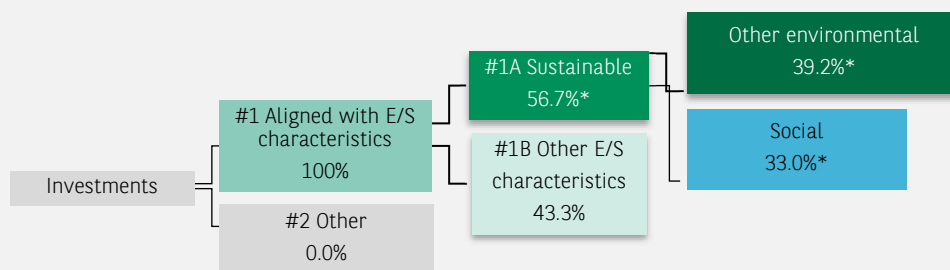 Investments
#1 Aligned with E/S
characteristics
100%
#2 Other
0.0%
#1A Sustainable
56.7%*
#1B Other E/S
characteristics
43.3%
Other environmental
39.2%*
Social
33.0%*